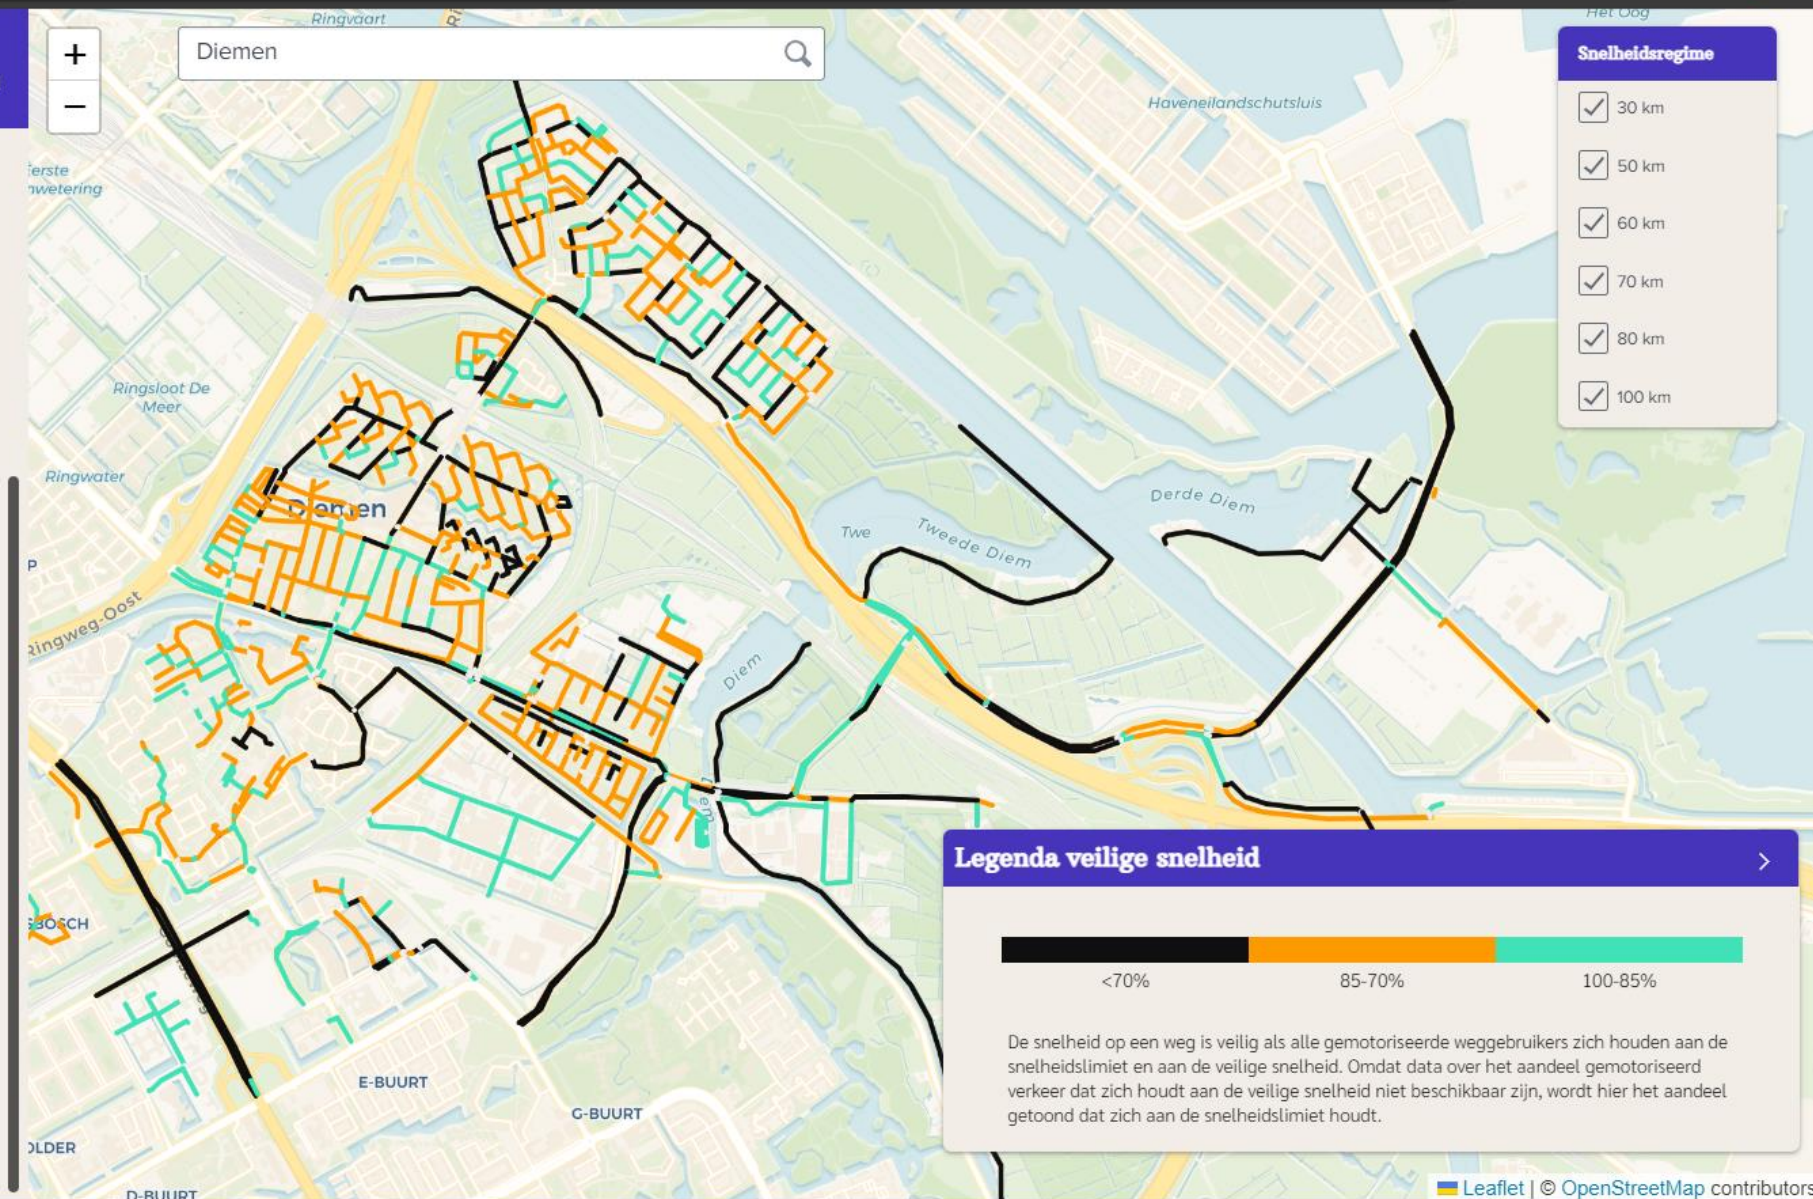 Ringvaart
Het Oog
+
Diemen
Snelheidsregime
−
30 km
Haveneilandschutsluis
50 km
Eerste
60 km
70 km
80 km
Ringsloot De
Meer
100 km
Ringwater
Derde Diem
Diemen
Twe
Tweede Diem
P
Ringweg-Oost
Diem
Diem
Legenda veilige snelheid
<70%
85-70%
100-85%
De snelheid op een weg is veilig als alle gemotoriseerde weggebruikers zich houden aan de
snelheidslimiet en aan de veilige snelheid. Omdat data over het aandeel gemotoriseerd
verkeer dat zich houdt aan de veilige snelheid niet beschikbaar zijn, wordt hier het aandeel
getoond dat zich aan de snelheidslimiet houdt.
SBOSCH
E-BUURT
G-BUURT
OLDER
D-BUURT
Leaflet | © OpenStreetMap contributors